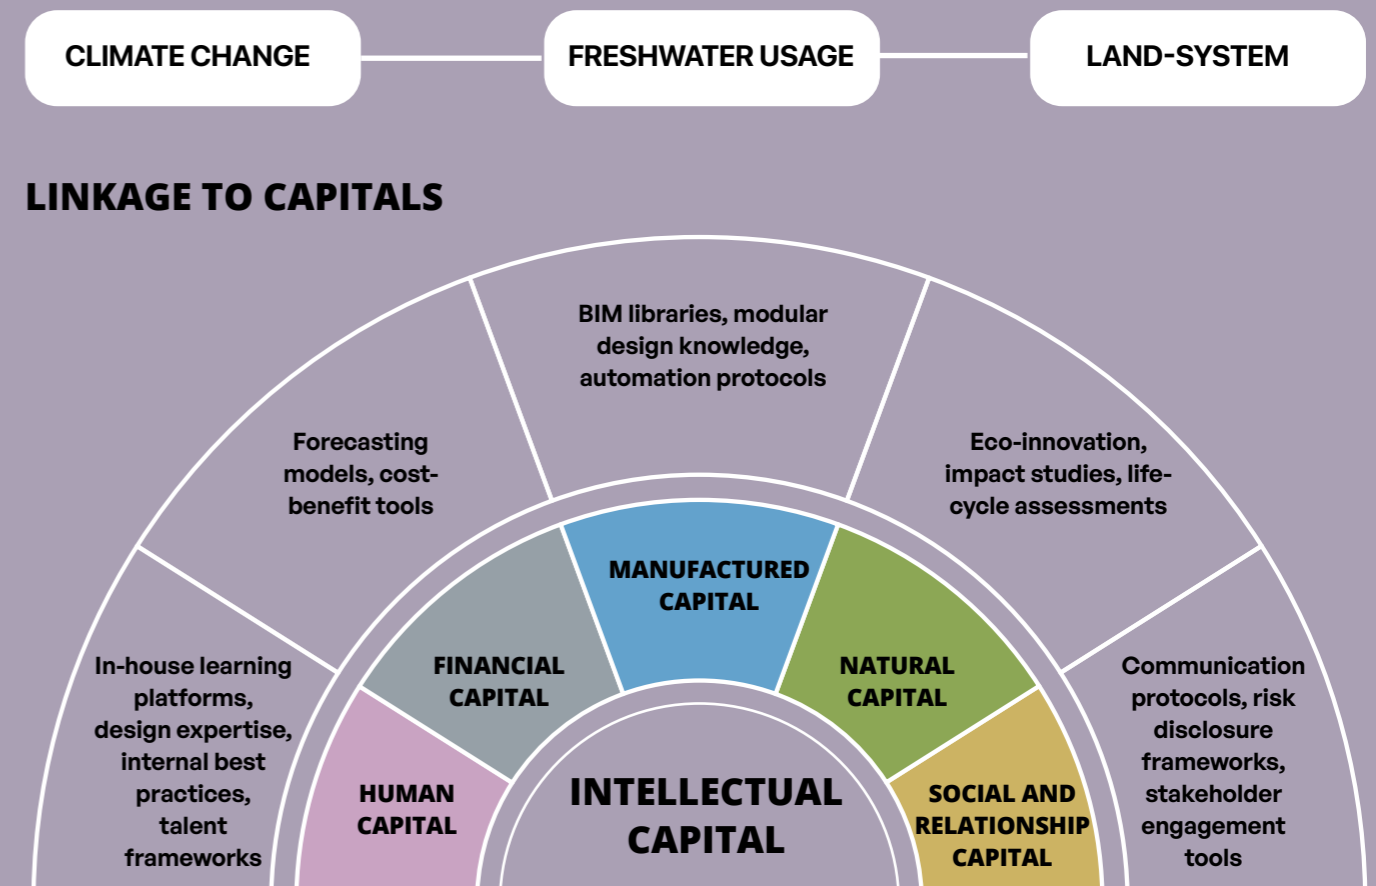 CLIMATE CHANGE
FRESHWATER USAGE
LAND-SYSTEM
LINKAGE TO CAPITALS
In-house learning
platforms,
design expertise,
internal best
practices,
talent
frameworks
Forecasting
models, cost-
benefit tools
BIM libraries, modular
design knowledge,
automation protocols
Eco-innovation,
impact studies, life-
cycle assessments
Communication
protocols, risk
disclosure
frameworks,
stakeholder
engagement
tools
HUMAN
CAPITAL
FINANCIAL
CAPITAL
MANUFACTURED
CAPITAL
NATURAL
CAPITAL
SOCIAL AND
RELATIONSHIP
CAPITAL
INTELLECTUAL
CAPITAL